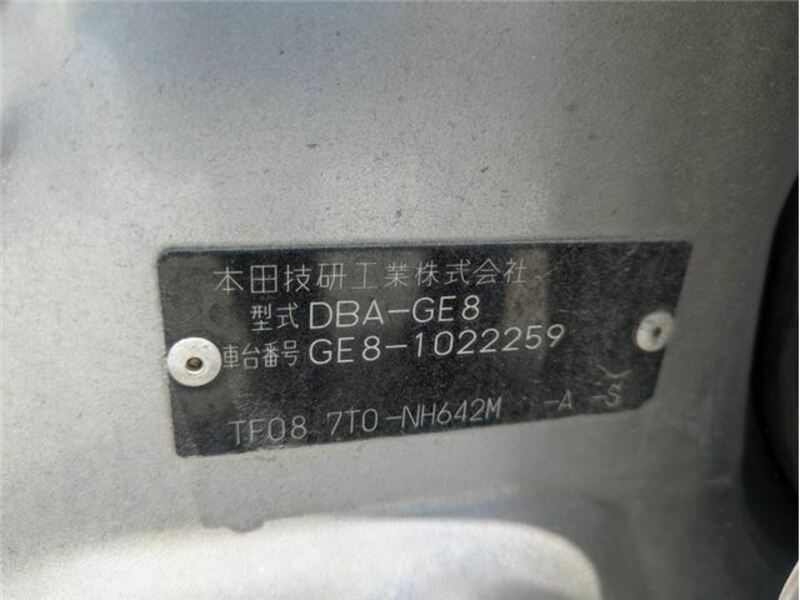 本田技研工業株式会社
型式 DBA-GE8
車台番号 GE8-1022259
TF08 7T0-NH642M -A -S